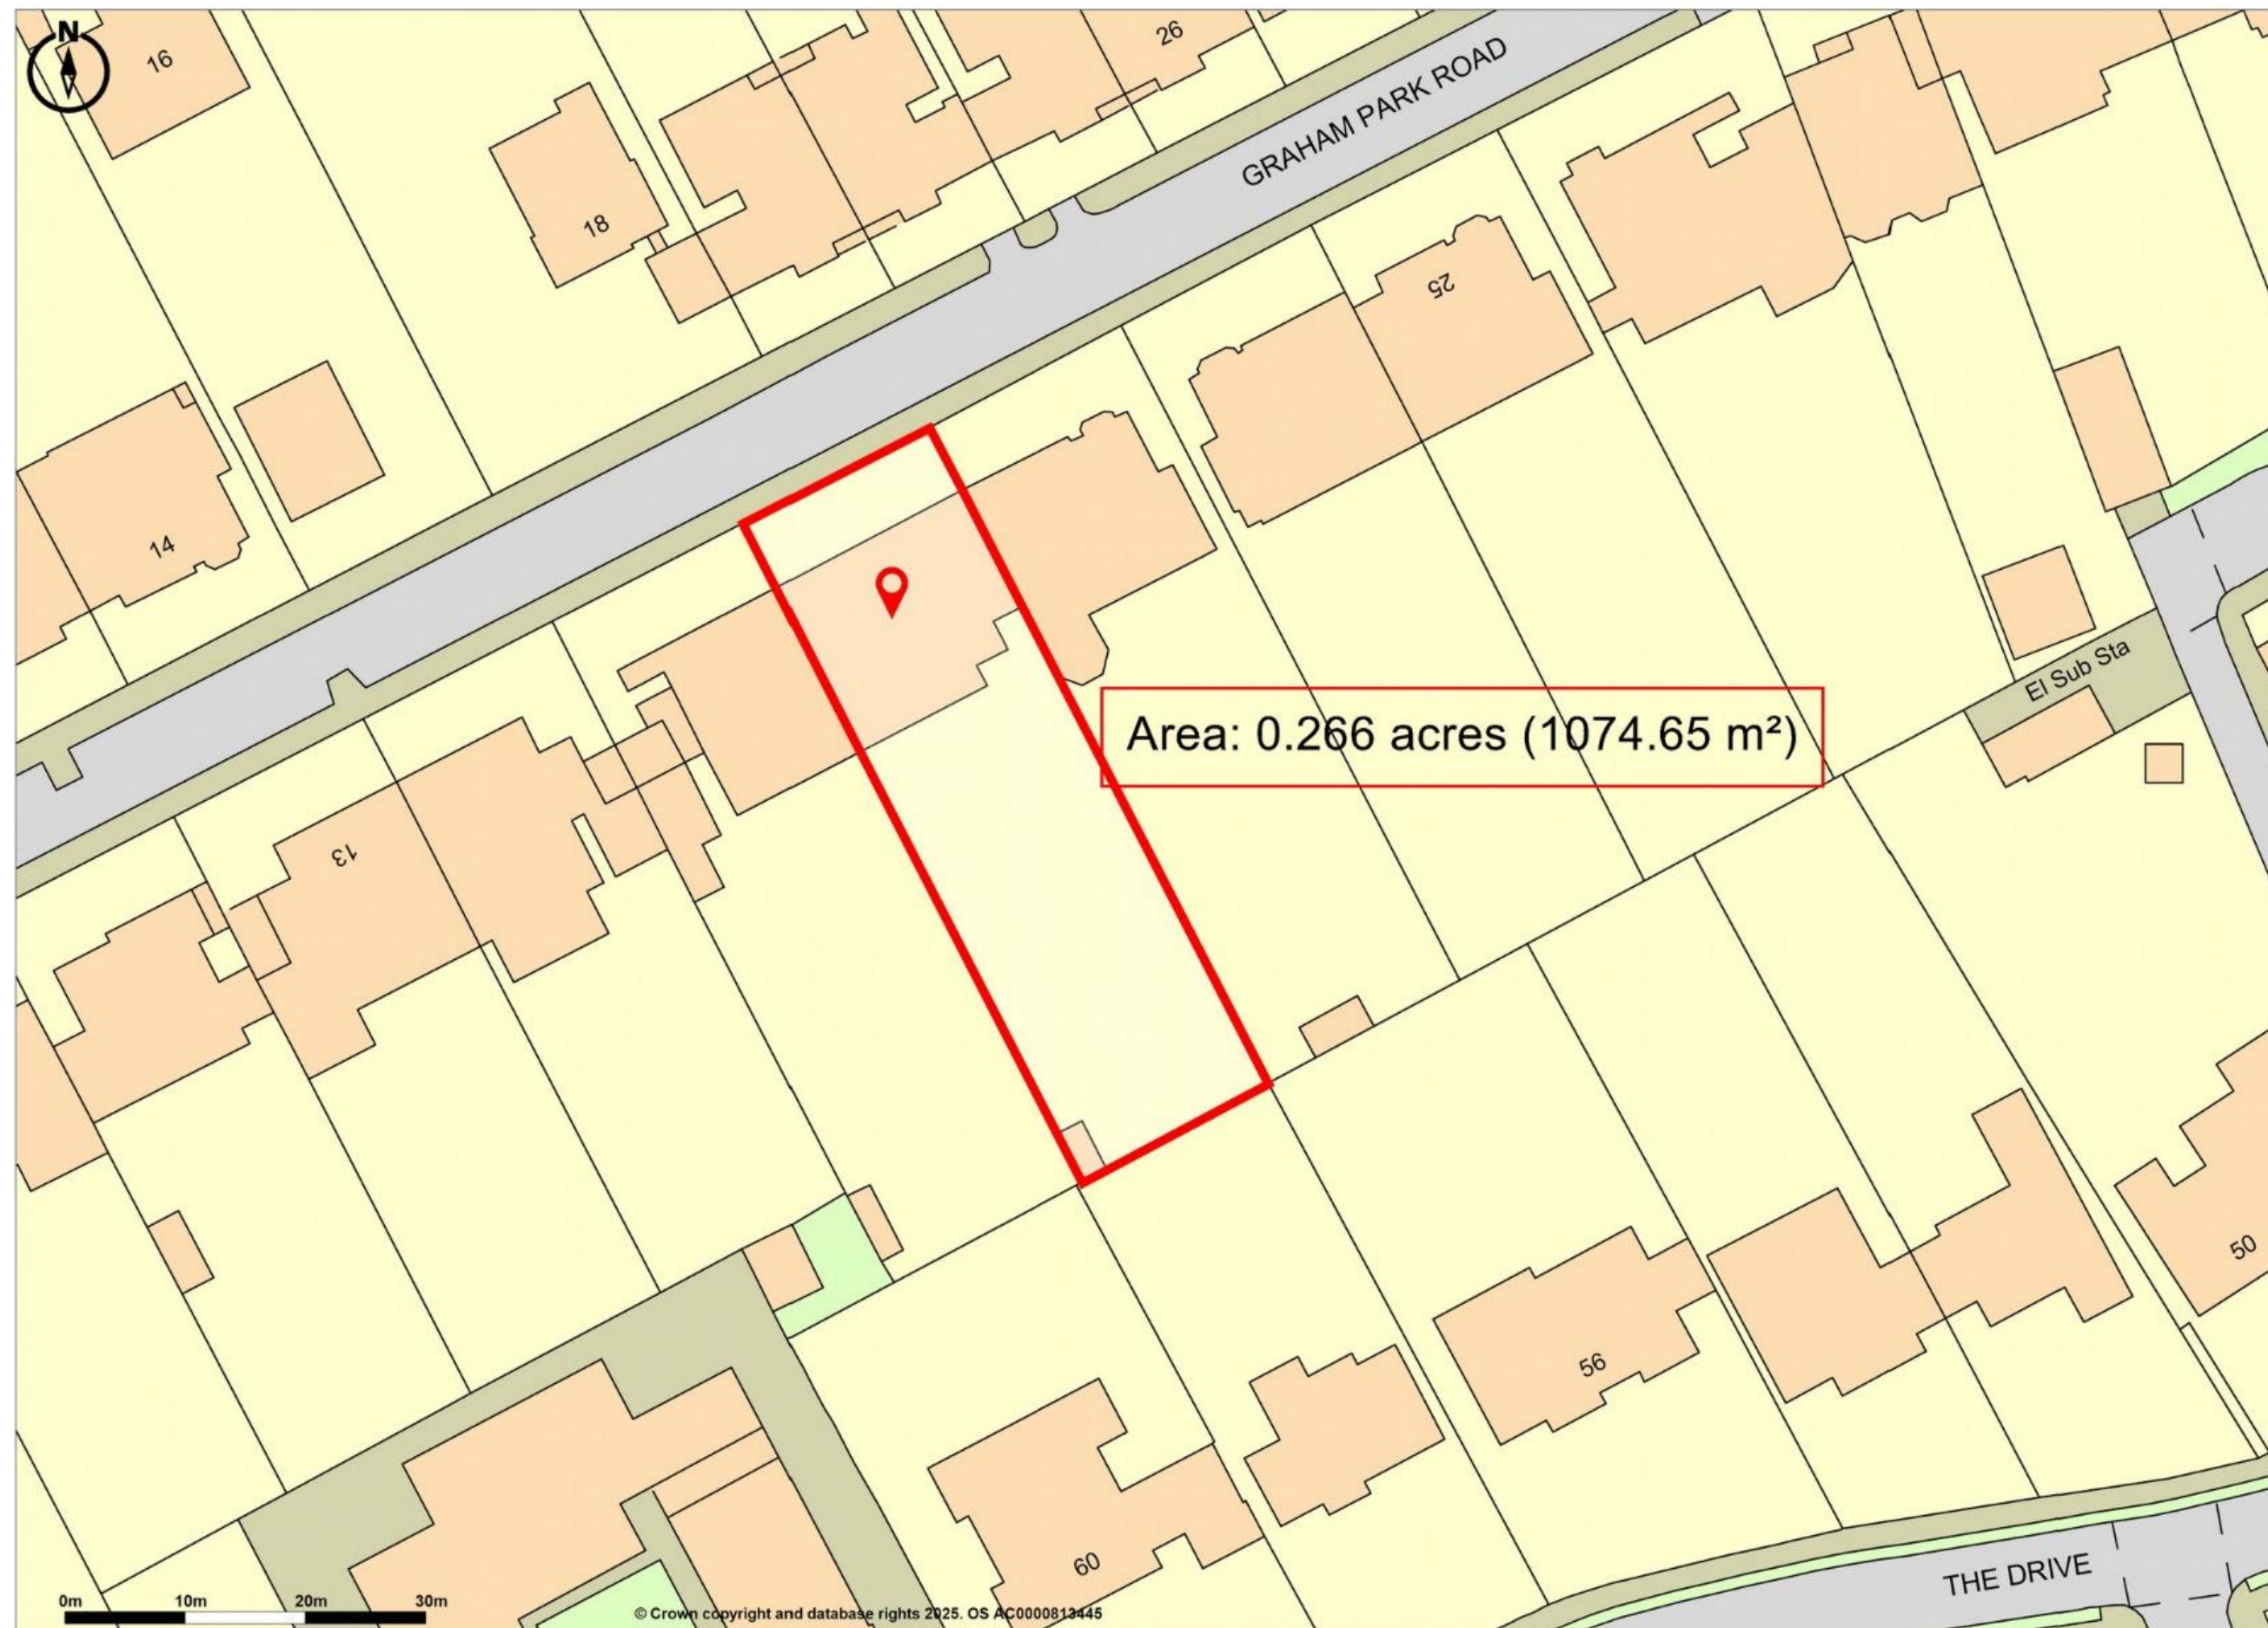 N
16
26
GRAHAM PARK ROAD
18
25
14
El Sub Sta
Area: 0.266 acres (1074.65 m²)
13
50
56
60
THE DRIVE
0m 10m 20m 30m
© Crown copyright and database rights 2025. OS AC0000813445